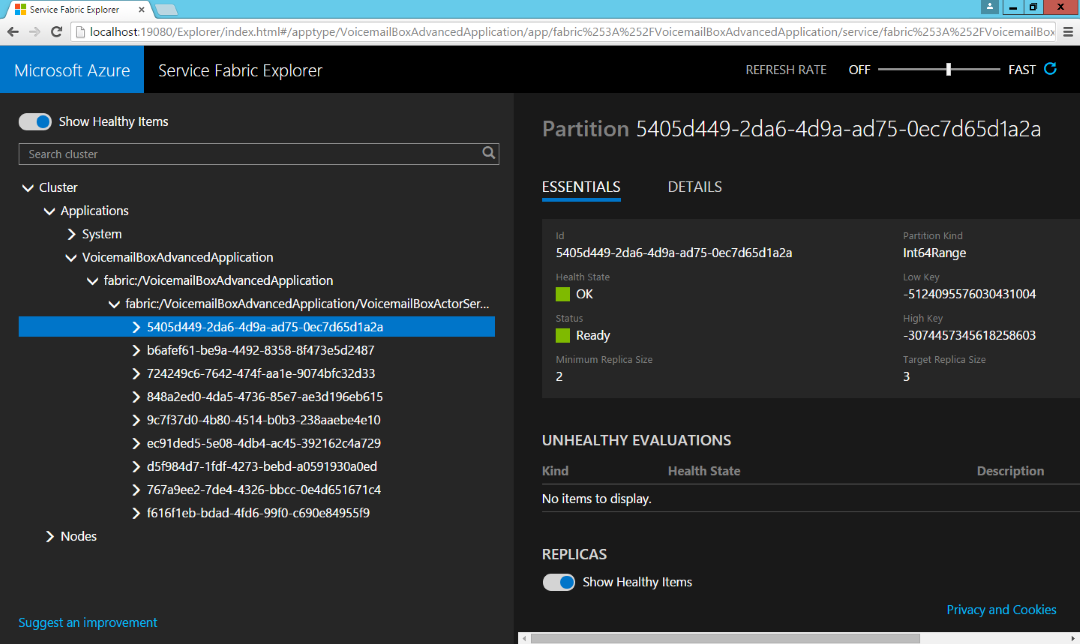 Service Fabric Explorer
localhost:19080/Explorer/index.html#/apptype/VoicemailBoxAdvancedApplication/app/fabric%253A%252FVoicemailBoxAdvancedApplication/service/fabric%253A%252FVoicemailBox
Microsoft Azure
Service Fabric Explorer
REFRESH RATE OFF FAST
Show Healthy Items
Search cluster
Cluster
Applications
System
VoicemailBoxAdvancedApplication
fabric:/VoicemailBoxAdvancedApplication
fabric:/VoicemailBoxAdvancedApplication/VoicemailBoxActorSer...
5405d449-2da6-4d9a-ad75-0ec7d65d1a2a
b6afef61-be9a-4492-8358-8f473e5d2487
724249c6-7642-474f-aa1e-9074bfc32d33
848a2ed0-4da5-4736-85e7-ae3d196eb615
9c7f37d0-4b80-4514-b0b3-238aaebe4e10
ec91ded5-5e08-4db4-ac45-392162c4a729
d5f984d7-1fdf-4273-bebd-a0591930a0ed
767a9ee2-7de4-4326-bbcc-0e4d651671c4
f616f1eb-bdad-4fd6-99f0-c690e84955f9
Nodes
Suggest an improvement
Partition 5405d449-2da6-4d9a-ad75-0ec7d65d1a2a
ESSENTIALS DETAILS
Id
5405d449-2da6-4d9a-ad75-0ec7d65d1a2a
Partition Kind
Int64Range
Health State
OK
Low Key
-5124095576030431004
Status
Ready
High Key
-3074457345618258603
Minimum Replica Size
2
Target Replica Size
3
UNHEALTHY EVALUATIONS
Kind Health State Description
No items to display.
REPLICAS
Show Healthy Items
Privacy and Cookies